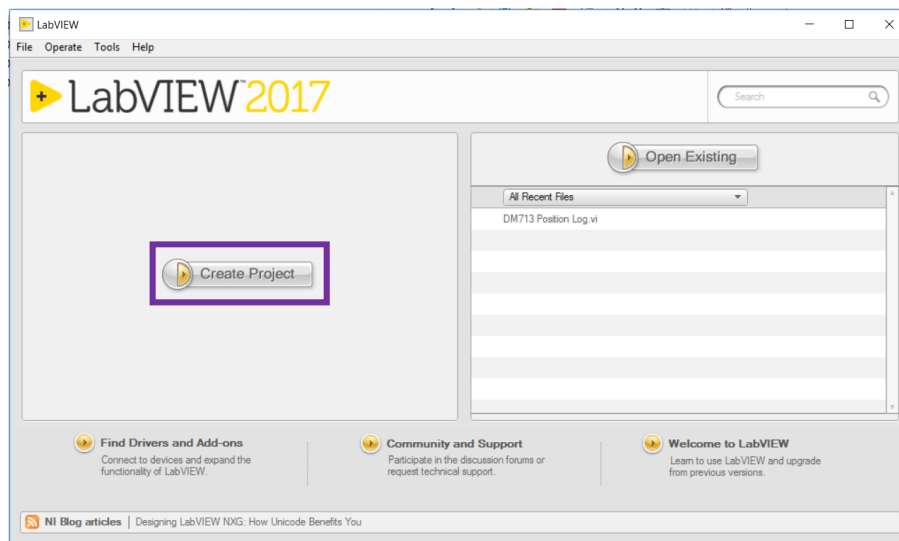 LabVIEW
File Operate Tools Help
LabVIEW™ 2017
Search
Create Project
Open Existing
All Recent Files
DM713 Position Log.vi
Find Drivers and Add-ons
Connect to devices and expand the
functionality of LabVIEW.
Community and Support
Participate in the discussion forums or
request technical support.
Welcome to LabVIEW
Learn to use LabVIEW and upgrade
from previous versions.
NI Blog articles | Designing LabVIEW NXG: How Unicode Benefits You